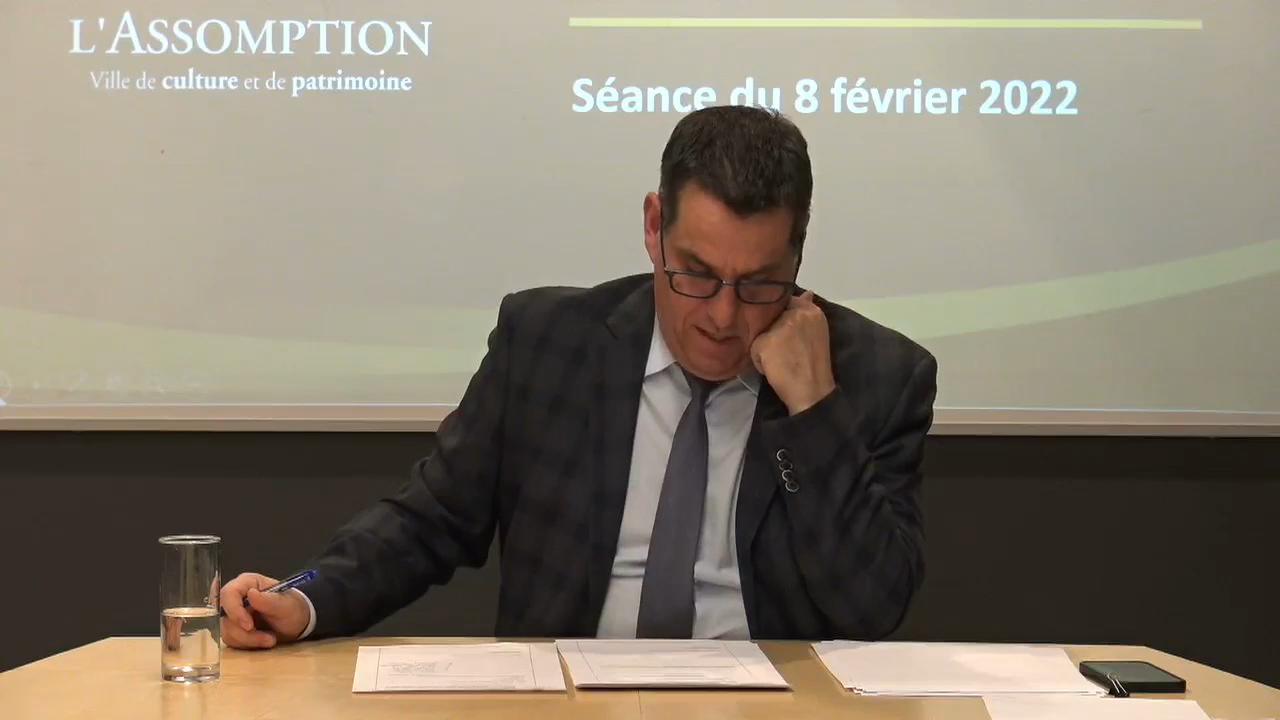 L'ASSOMPTION
Ville de culture et de patrimoine
Séance du 8 février 2022